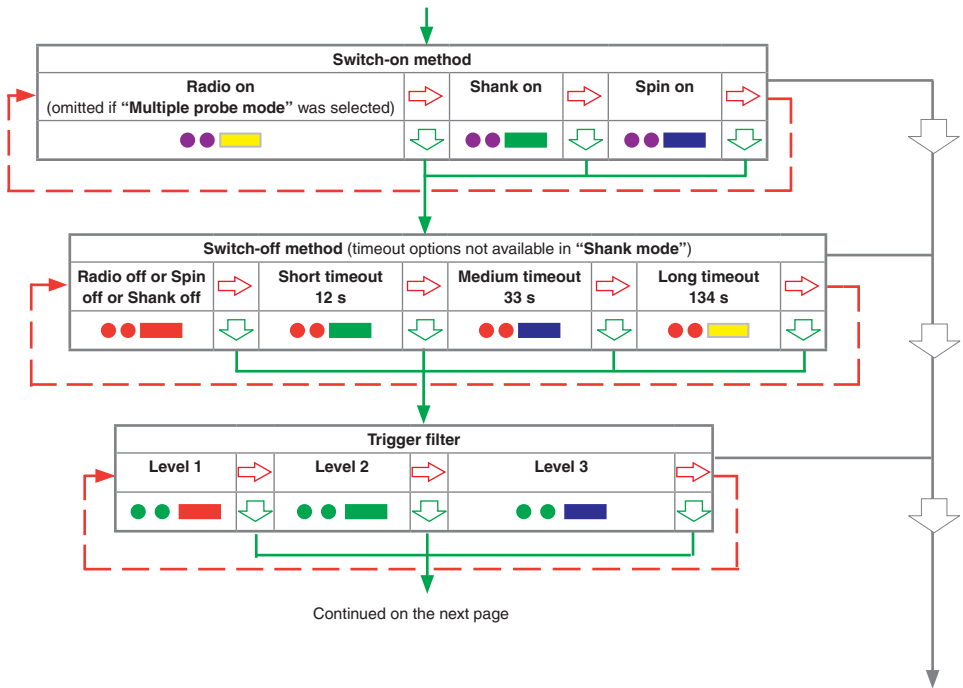 Switch-on method
Radio on
(omitted if “Multiple probe mode” was selected)
Shank on
Spin on
Switch-off method (timeout options not available in “Shank mode”)
Radio off or Spin
off or Shank off
Short timeout
12 s
Medium timeout
33 s
Long timeout
134 s
Trigger filter
Level 1
Level 2
Level 3
Continued on the next page